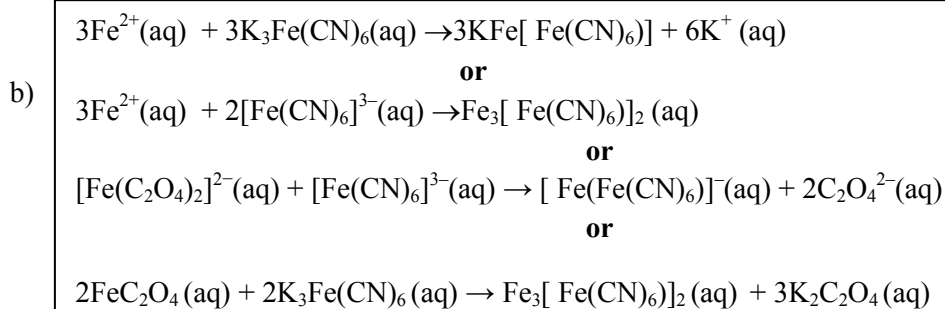 3Fe²⁺(aq) + 3K₃Fe(CN)₆(aq) →3KFe[ Fe(CN)₆)] + 6K⁺ (aq)
or
b)
3Fe²⁺(aq) + 2[Fe(CN)₆]³⁻(aq) →Fe₃[ Fe(CN)₆)]₂ (aq)
or
[Fe(C₂O₄)₂]²⁻(aq) + [Fe(CN)₆]³⁻(aq) → [ Fe(Fe(CN)₆)]⁻(aq) + 2C₂O₄²⁻(aq)
or
2FeC₂O₄ (aq) + 2K₃Fe(CN)₆ (aq) → Fe₃[ Fe(CN)₆)]₂ (aq) + 3K₂C₂O₄ (aq)